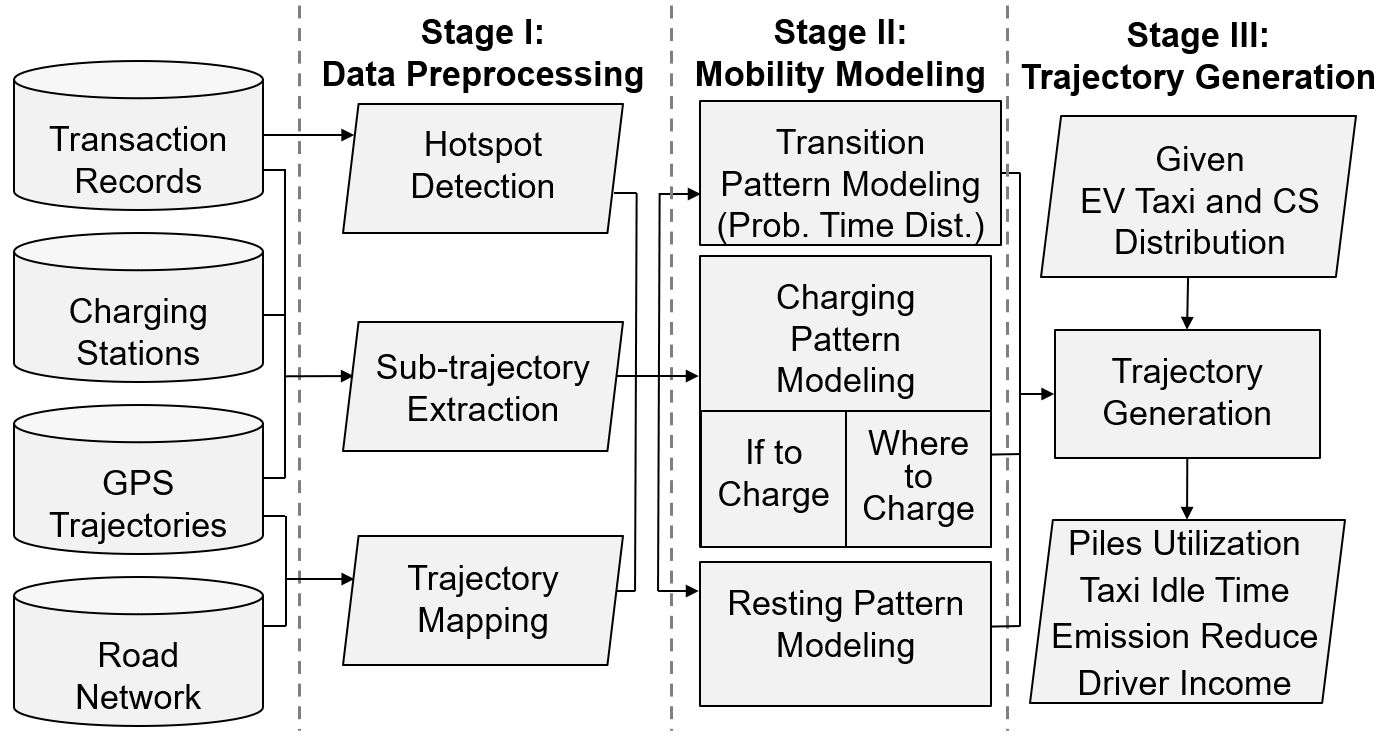 Transaction
Records
Charging
Stations
GPS
Trajectories
Road
Network
Stage I:
Data Preprocessing
Hotspot
Detection
Sub-trajectory
Extraction
Trajectory
Mapping
Stage II:
Mobility Modeling
Transition
Pattern Modeling
(Prob. Time Dist.)
Charging
Pattern
Modeling
If to
Charge
Where
to
Charge
Resting Pattern
Modeling
Stage III:
Trajectory Generation
Given
EV Taxi and CS
Distribution
Trajectory
Generation
Piles Utilization
Taxi Idle Time
Emission Reduce
Driver Income